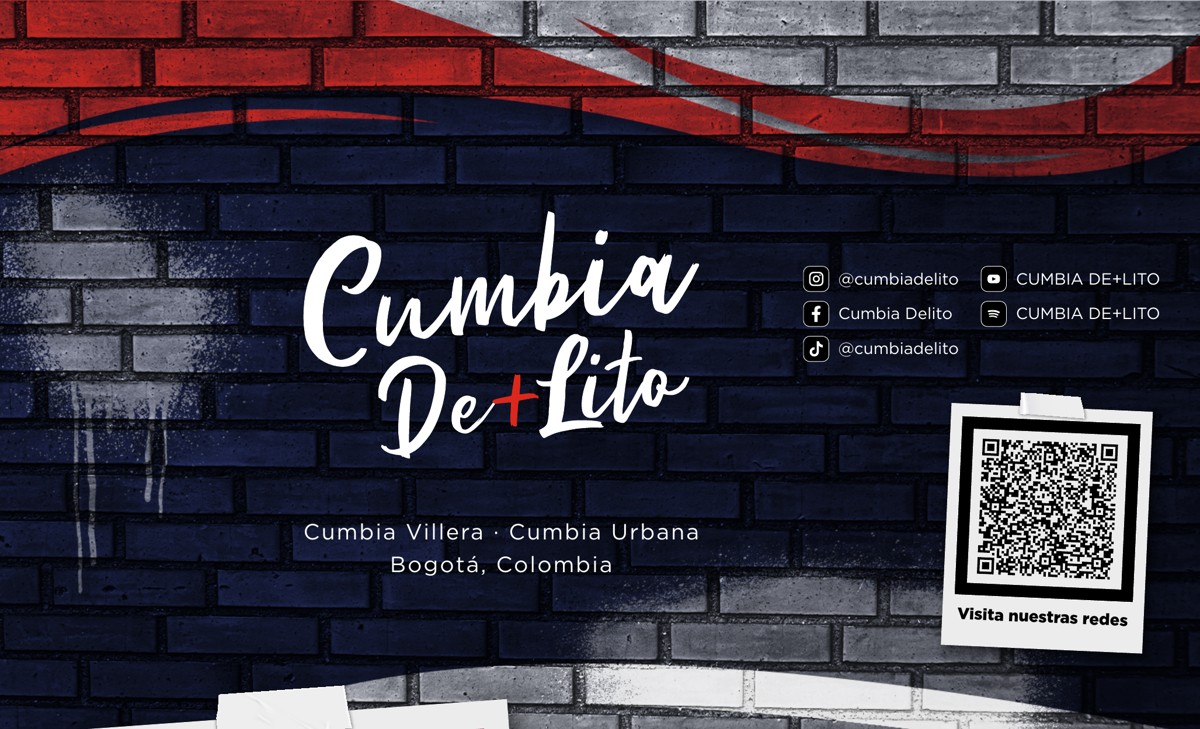 Cumbia
De+Lito
Cumbia Villera · Cumbia Urbana
Bogotá, Colombia
@cumbiadelito
CUMBIA DE+LITO
Cumbia Delito
CUMBIA DE+LITO
@cumbiadelito
Visita nuestras redes